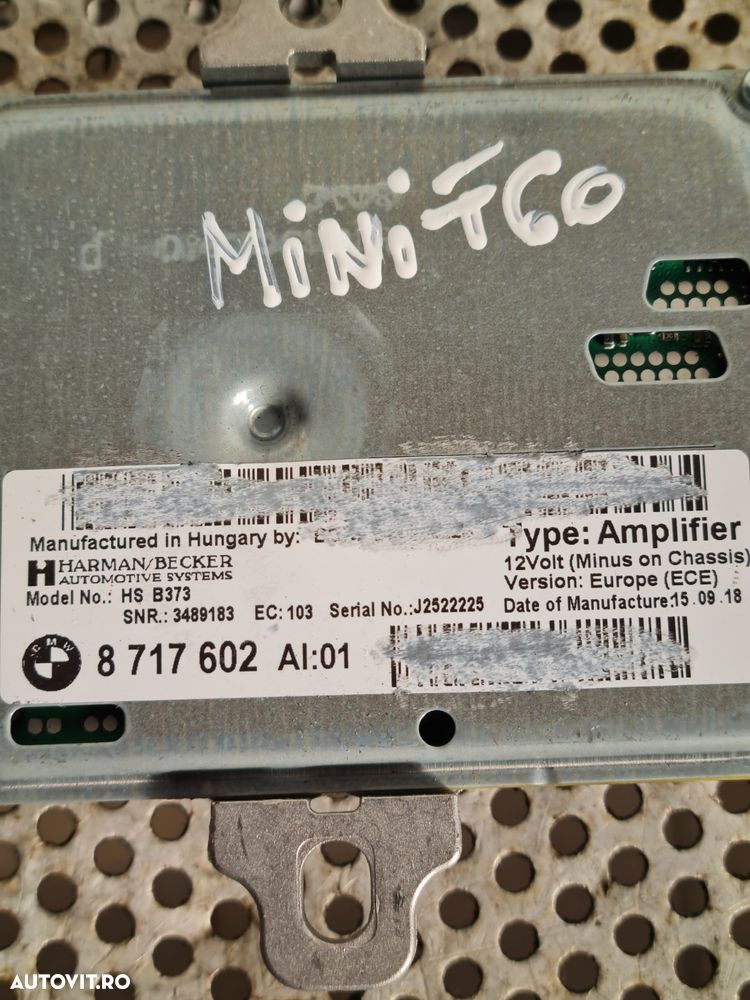 MiNi F60
Manufactured in Hungary by:
HARMAN/BECKER
AUTOMOTIVE SYSTEMS
Type: Amplifier
12Volt (Minus on Chassis)
Version: Europe (ECE)
Model No.: HS B373
SNR.: 3489183 EC: 103 Serial No.:J2522225 Date of Manufacture:15.09.18
BMW 8 717 602 AI:01
AUTOVIT.RO